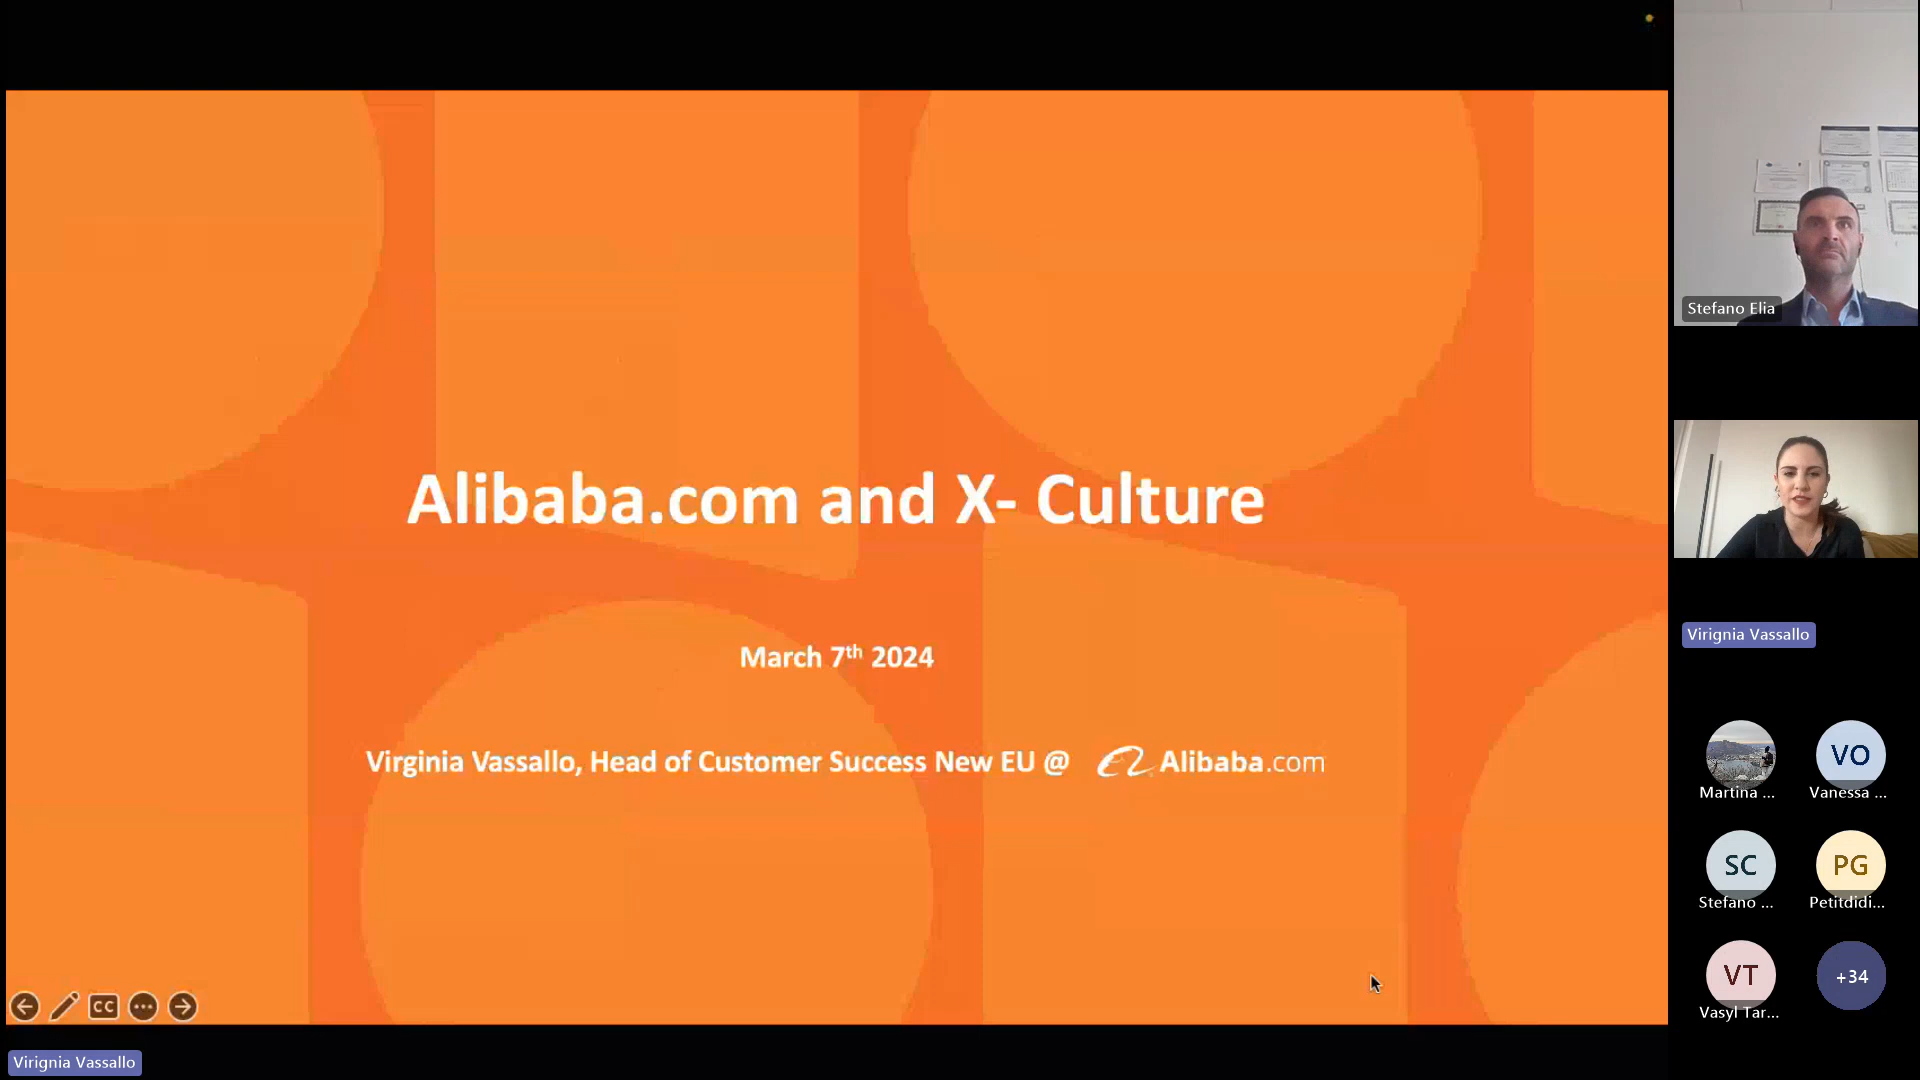 Alibaba.com and X- Culture
March 7th 2024
Virginia Vassallo, Head of Customer Success New EU @ Alibaba.com
CC
Virignia Vassallo
Stefano Elia
Virignia Vassallo
VO
Martina ...
Vanessa ...
SC
PG
Stefano ...
Petitdidi...
VT
+34
Vasyl Tar...